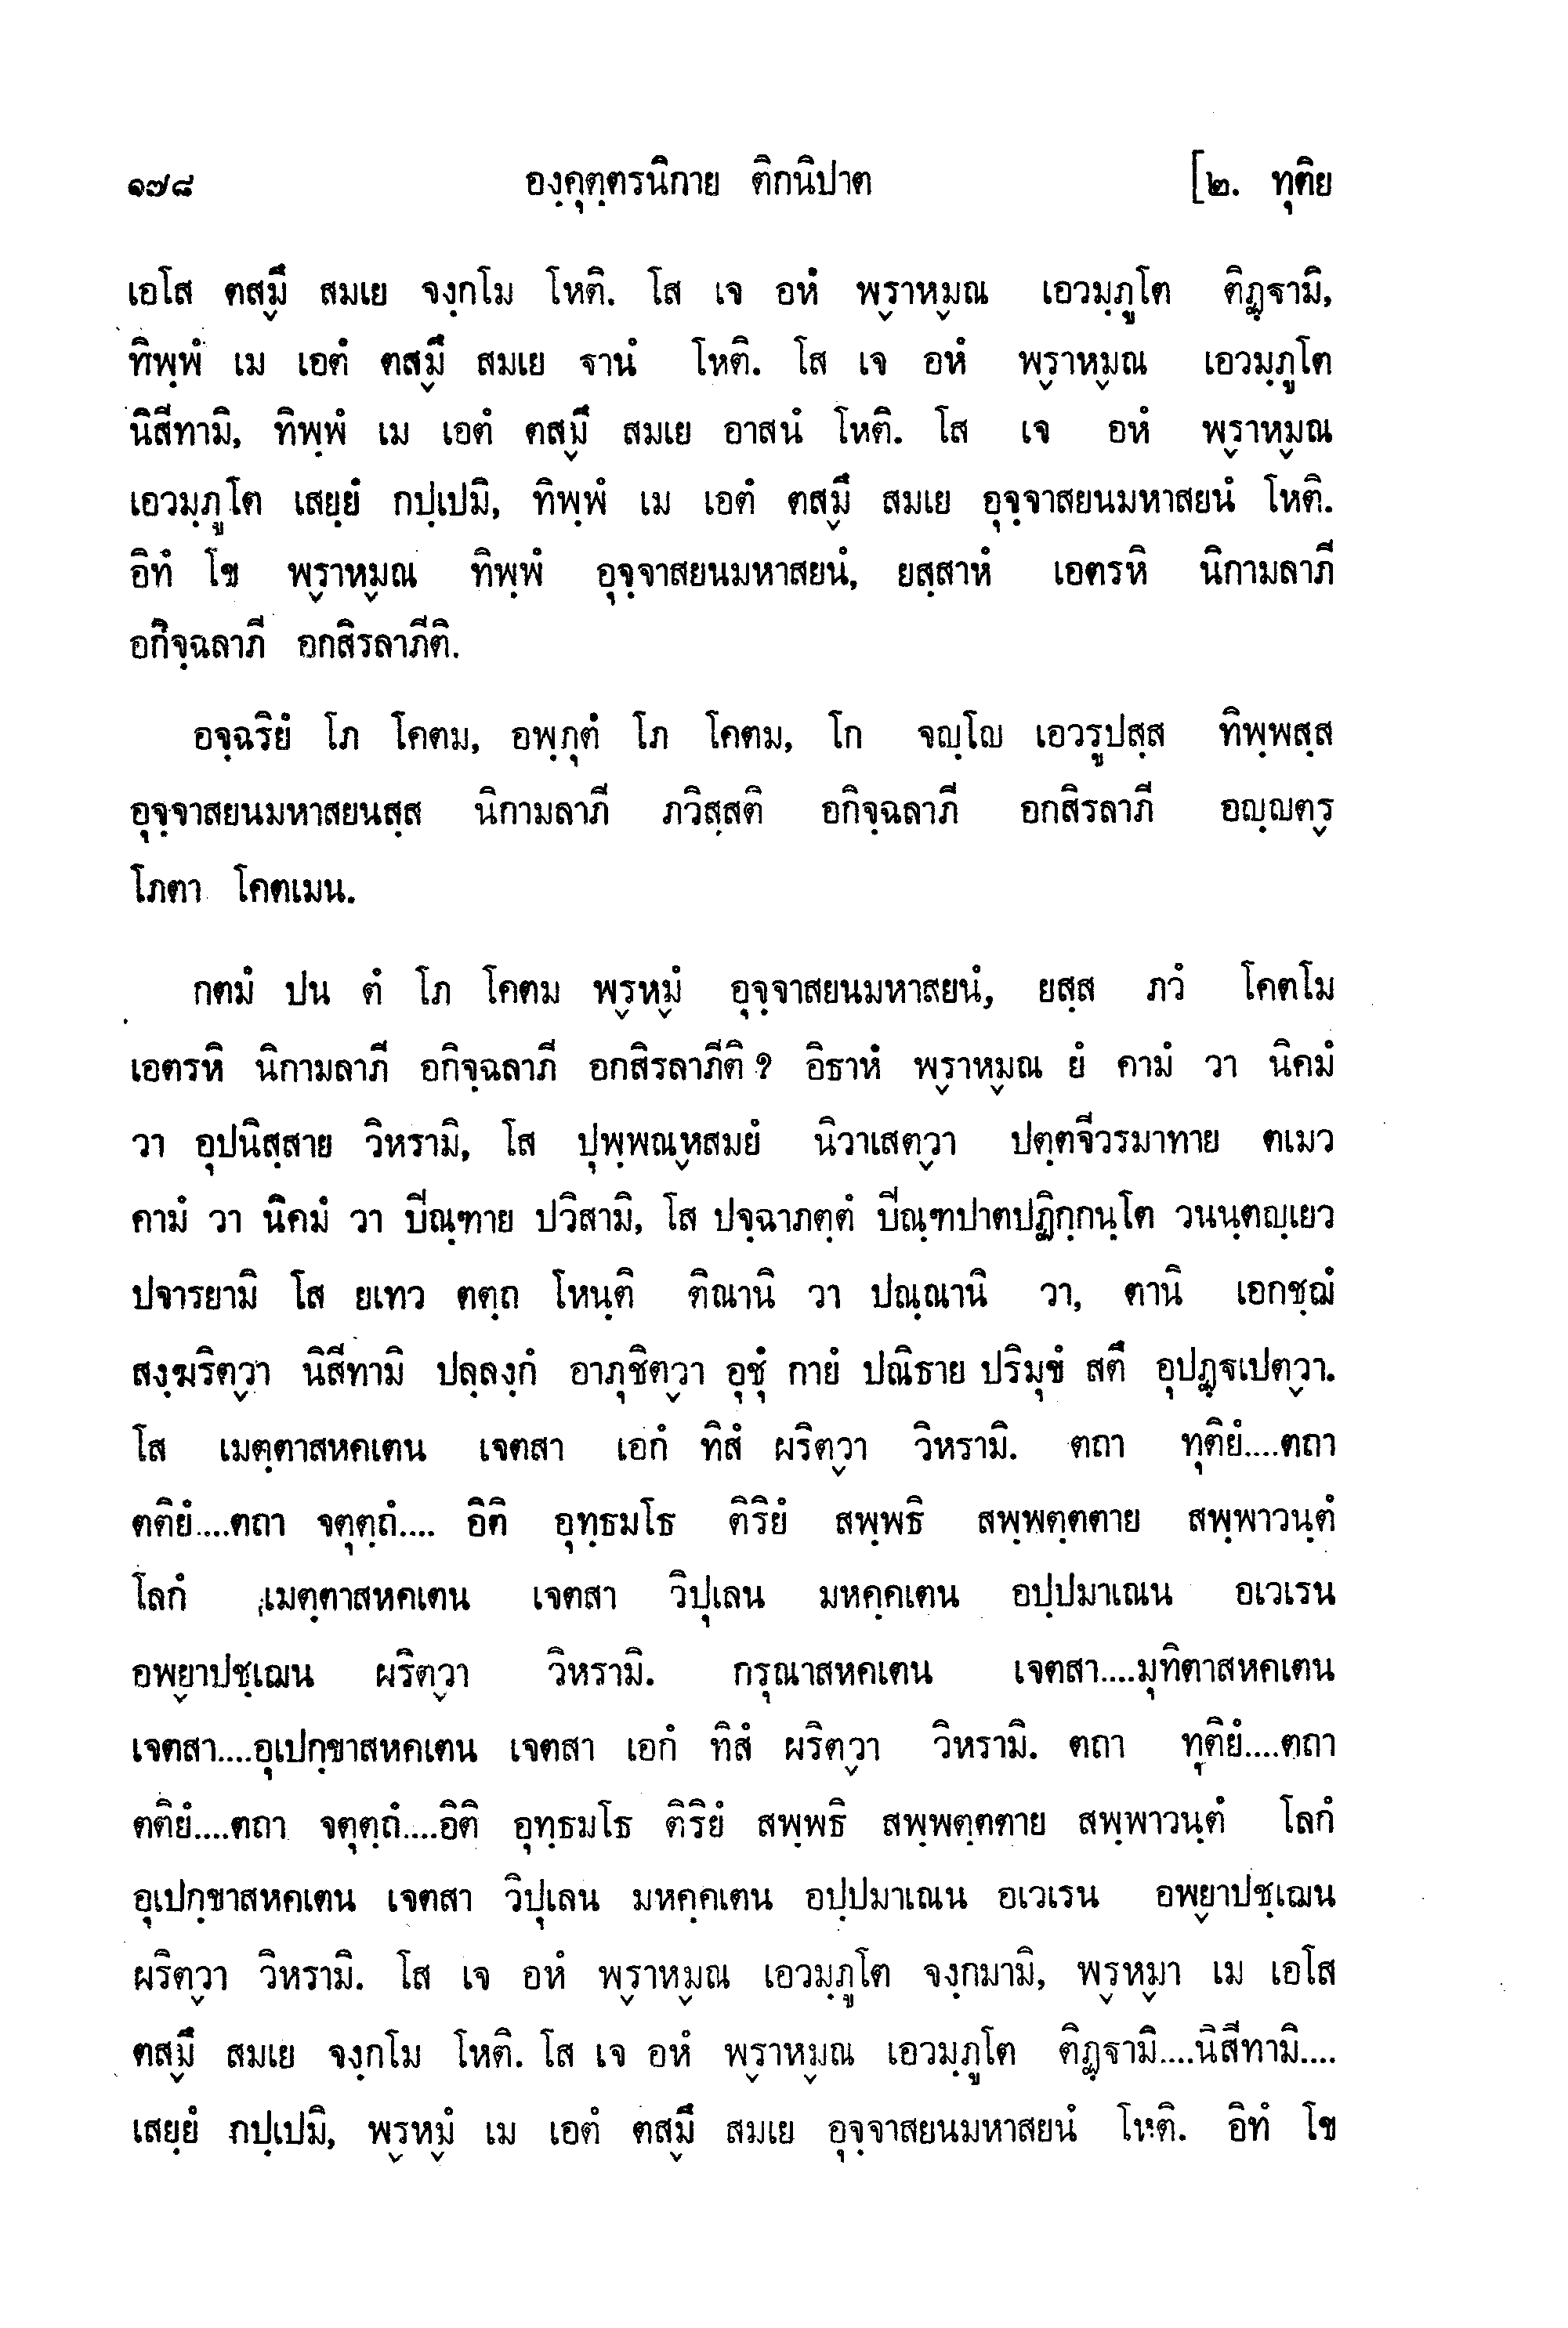 ๑๗๘ องฺคุตฺตรนิกาย ติกนิปาต [๒. ทุติย
เอโส ตส๎มึ สมเย จงฺกโม โหติ. โส เจ อหํ พ๎ราห๎มณ เอวมฺภูโต ติฏฺฐามิ,
ทิพฺพํ เม เอตํ ตส๎มึ สมเย ฐานํ โหติ. โส เจ อหํ พ๎ราห๎มณ เอวมฺภูโต
นิสีทามิ, ทิพฺพํ เม เอตํ ตส๎มึ สมเย อาสนํ โหติ. โส เจ อหํ พ๎ราห๎มณ
เอวมฺภูโต เสยฺยํ กปฺเปมิ, ทิพฺพํ เม เอตํ ตส๎มึ สมเย อุจฺจาสยนมหาสยนํ โหติ.
อิทํ โข พ๎ราห๎มณ ทิพฺพํ อุจฺจาสยนมหาสยนํ, ยสฺสาหํ เอตรหิ นิกามลาภี
อกิจฺฉลาภี อกสิรลาภีติ.
อจฺฉริยํ โภ โคตม, อพฺภุตํ โภ โคตม, โก จญฺโญ เอวรูปสฺส ทิพฺพสฺส
อุจฺจาสยนมหาสยนสฺส นิกามลาภี ภวิสฺสติ อกิจฺฉลาภี อกสิรลาภี อญฺญต๎ร
โภตา โคตเมน.
กตมํ ปน ตํ โภ โคตม พ๎รห๎มํ อุจฺจาสยนมหาสยนํ, ยสฺส ภวํ โคตโม
เอตรหิ นิกามลาภี อกิจฺฉลาภี อกสิรลาภีติ ? อิธาหํ พ๎ราห๎มณ ยํ คามํ วา นิคมํ
วา อุปนิสฺสาย วิหรามิ, โส ปุพฺพณ๎หสมยํ นิวาเสต๎วา ปตฺตจีวรมาทาย ตเมว
คามํ วา นิคมํ วา ปิณฺฑาย ปวิสามิ, โส ปจฺฉาภตฺตํ ปิณฺฑปาตปฏิกฺกนฺโต วนนฺตญฺเยว
ปจารยามิ โส ยเทว ตตฺถ โหนฺติ ติณานิ วา ปณฺณานิ วา, ตานิ เอกชฺฌํ
สงฺฆริต๎วา นิสีทามิ ปลฺลงฺกํ อาภุชิต๎วา อุชุํ กายํ ปณิธาย ปริมุขํ สตึ อุปฏฺฐเปต๎วา.
โส เมตฺตาสหคเตน เจตสา เอกํ ทิสํ ผริต๎วา วิหรามิ. ตถา ทุติยํ....ตถา
ตติยํ....ตถา จตุตฺถํ.... อิติ อุทฺธมโธ ติริยํ สพฺพธิ สพฺพตฺตตาย สพฺพาวนฺตํ
โลกํ เมตฺตาสหคเตน เจตสา วิปุเลน มหคฺคเตน อปฺปมาเณน อเวเรน
อพ๎ยาปชฺเฌน ผริต๎วา วิหรามิ. กรุณาสหคเตน เจตสา....มุทิตาสหคเตน
เจตสา....อุเปกฺขาสหคเตน เจตสา เอกํ ทิสํ ผริต๎วา วิหรามิ. ตถา ทุติยํ....ตถา
ตติยํ....ตถา จตุตฺถํ....อิติ อุทฺธมโธ ติริยํ สพฺพธิ สพฺพตฺตตาย สพฺพาวนฺตํ โลกํ
อุเปกฺขาสหคเตน เจตสา วิปุเลน มหคฺคเตน อปฺปมาเณน อเวเรน อพ๎ยาปชฺเฌน
ผริต๎วา วิหรามิ. โส เจ อหํ พ๎ราห๎มณ เอวมฺภูโต จงฺกมามิ, พ๎รห๎มา เม เอโส
ตส๎มึ สมเย จงฺกโม โหติ. โส เจ อหํ พ๎ราห๎มณ เอวมฺภูโต ติฏฺฐามิ....นิสีทามิ....
เสยฺยํ กปฺเปมิ, พ๎รห๎มํ เม เอตํ ตส๎มึ สมเย อุจฺจาสยนมหาสยนํ โหติ. อิทํ โข